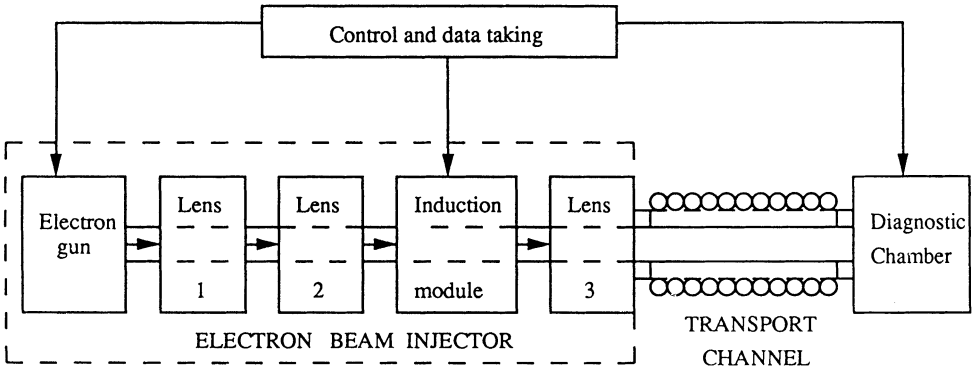 Control and data taking
Electron
gun
Lens
1
Lens
2
Induction
module
Lens
3
Diagnostic
Chamber
ELECTRON BEAM INJECTOR
TRANSPORT
CHANNEL